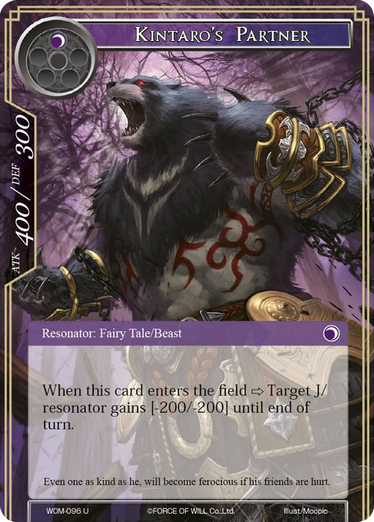 KINTARO'S PARTNER
ATK 400 / DEF 300
Resonator: Fairy Tale/Beast
When this card enters the field ⇨ Target J/
resonator gains [-200/-200] until end of
turn.
Even one as kind as he, will become ferocious if his friends are hurt.
WOM-096 U ©FORCE OF WILL Co.,Ltd. Illust/Moopic